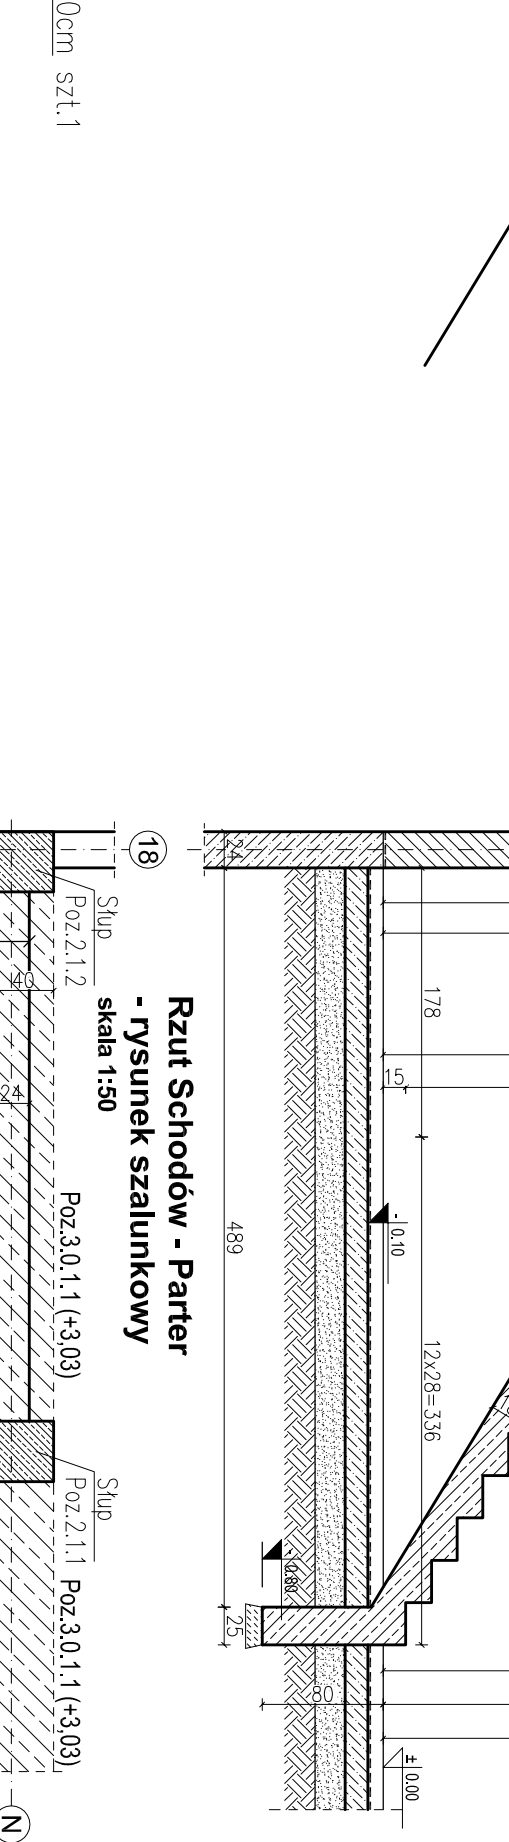 0cm szt.1
178
15
- 0.10
12x28=336
± 0.00
80
- 0.80
24
489
25
Rzut Schodów - Parter
- rysunek szalunkowy
skala 1:50
18
Słup
Poz.2.1.2
40
24
Poz.3.0.1.1 (+3,03)
Słup
Poz.2.1.1
Poz.3.0.1.1 (+3,03)
N